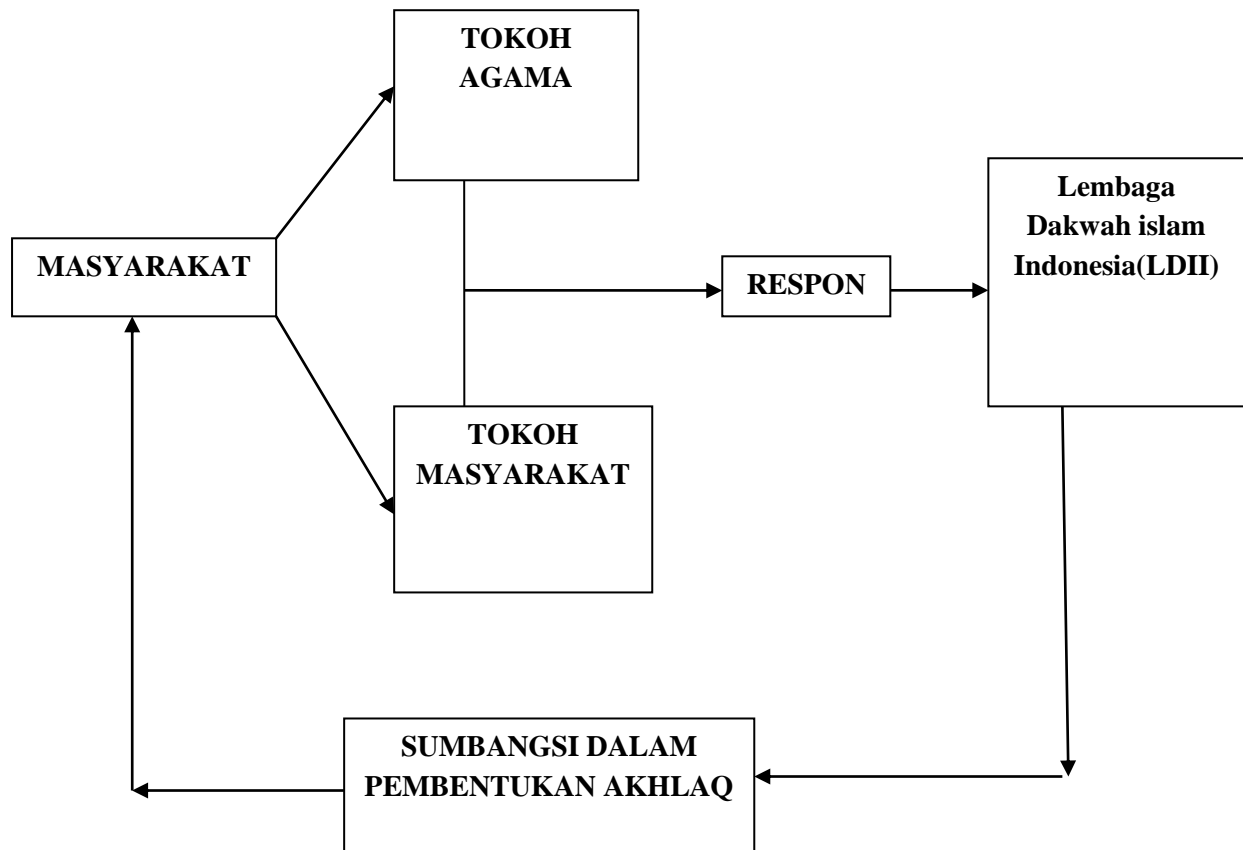 TOKOH
AGAMA
MASYARAKAT
RESPON
Lembaga
Dakwah islam
Indonesia(LDII)
TOKOH
MASYARAKAT
SUMBANGSI DALAM
PEMBENTUKAN AKHLAQ